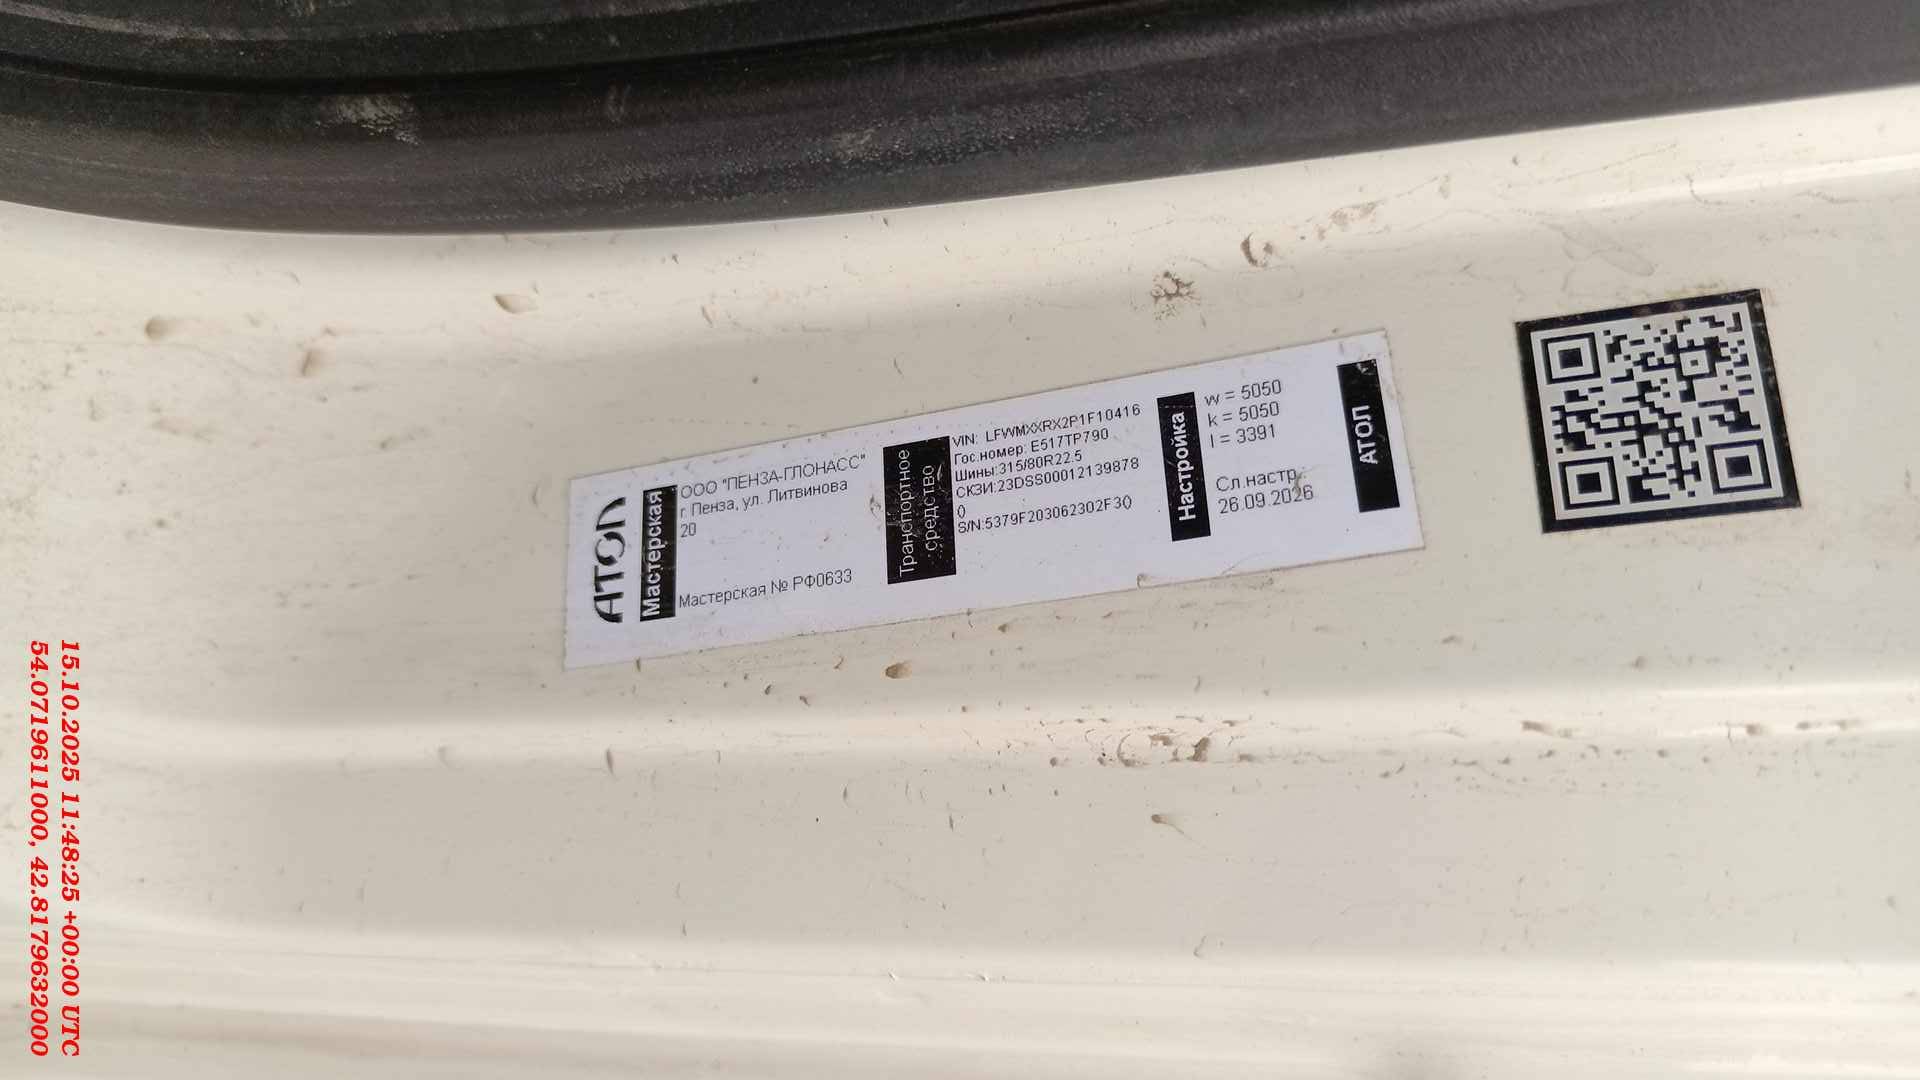 АТОЛ
Мастерская
ООО "ПЕНЗА-ГЛОНАСС"
г. Пенза, ул. Литвинова
20
Мастерская № РФ0633
Транспортное
средство
VIN: LFWMXXRX2P1F10416
Гос.номер: Е517ТР790
Шины:315/80R22.5
СКЗИ:23DSS00012139878
()
S/N:5379F203062302F3()
Настройка
w = 5050
k = 5050
l = 3391
Сл.настр.:
26.09.2026
АТОЛ
15.10.2025 11:48:25 +00:00 UTC
54.0719611000, 42.8179632000